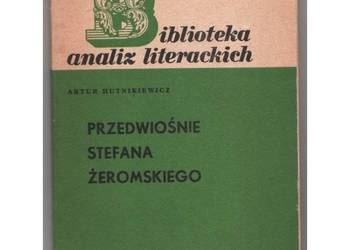 Biblioteka
analiz literackich
ARTUR HUTNIKIEWICZ
PRZEDWIOŚNIE
STEFANA
ŻEROMSKIEGO